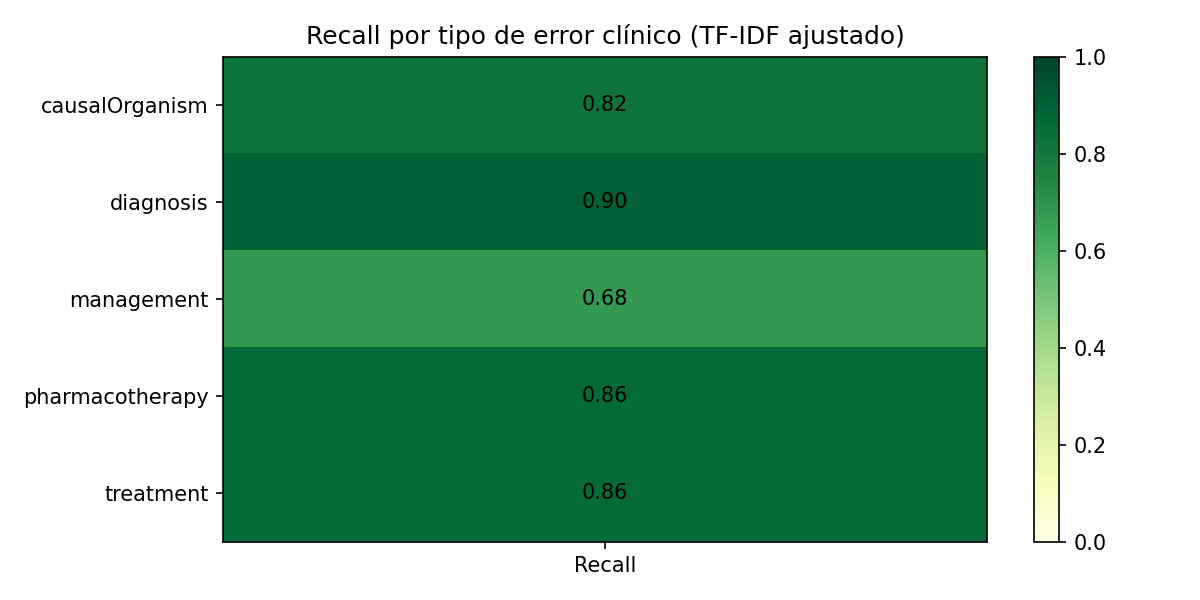 Recall por tipo de error clínico (TF-IDF ajustado)
causalOrganism
0.82
diagnosis
0.90
management
0.68
pharmacotherapy
0.86
treatment
0.86
Recall
1.0
0.8
0.6
0.4
0.2
0.0